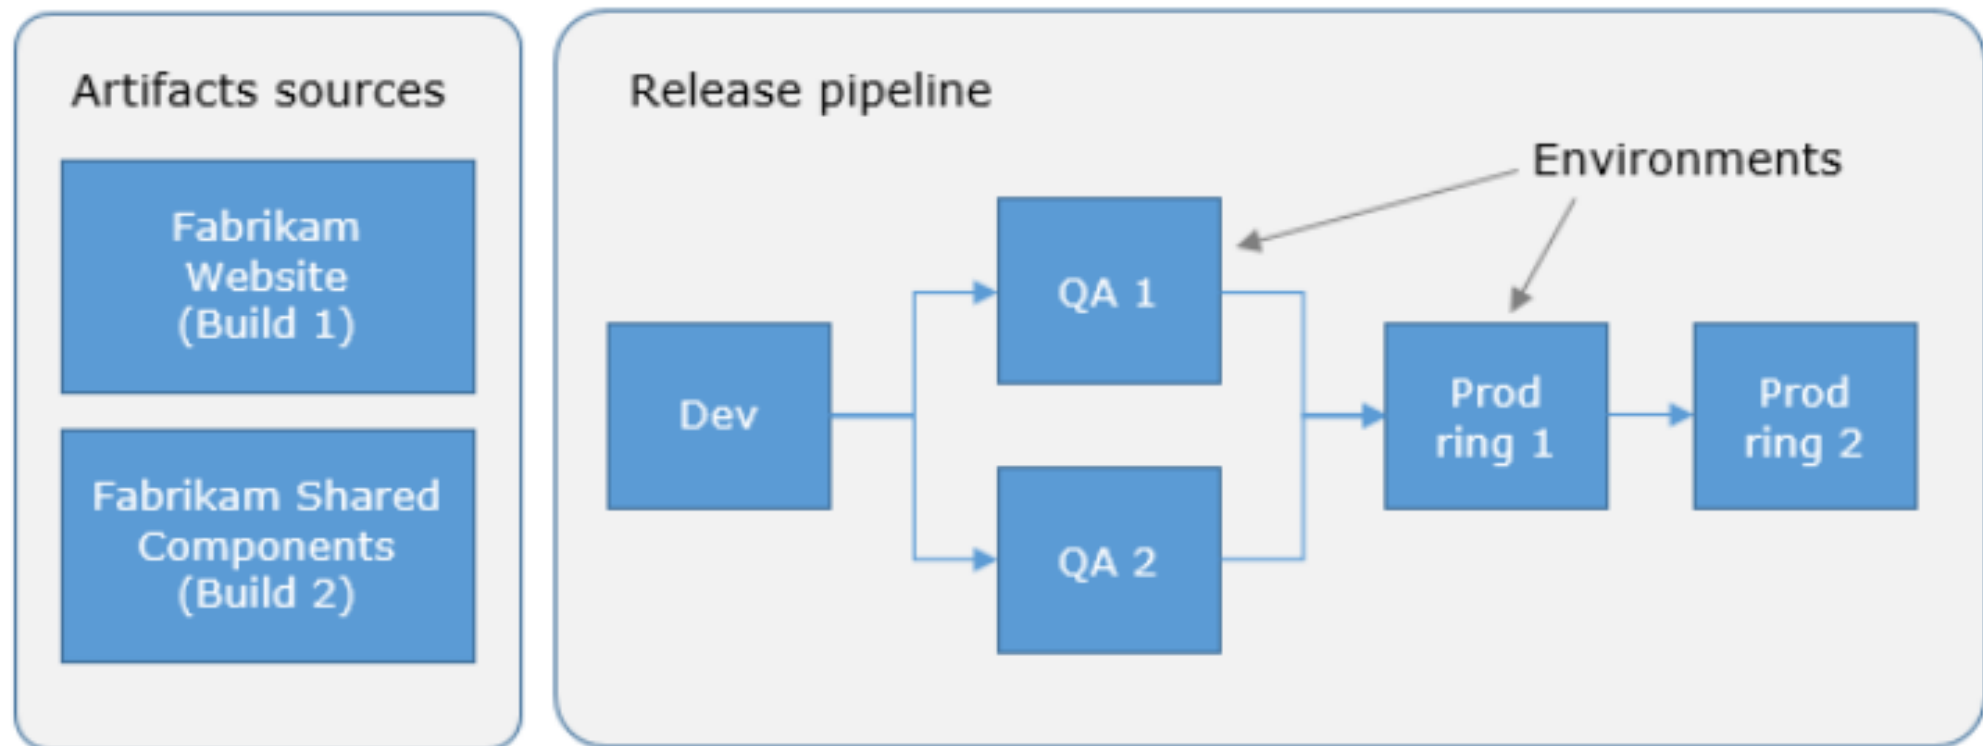 Artifacts sources
Fabrikam
Website
(Build 1)
Fabrikam Shared
Components
(Build 2)
Release pipeline
Environments
Dev
QA 1
QA 2
Prod
ring 1
Prod
ring 2